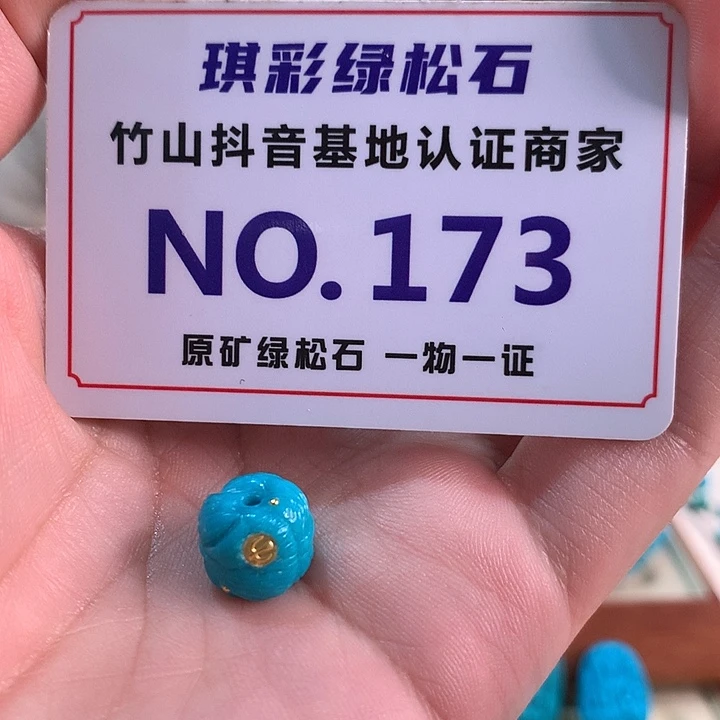 琪彩绿松石
竹山抖音基地认证商家
NO.173
原矿绿松石 一物一证